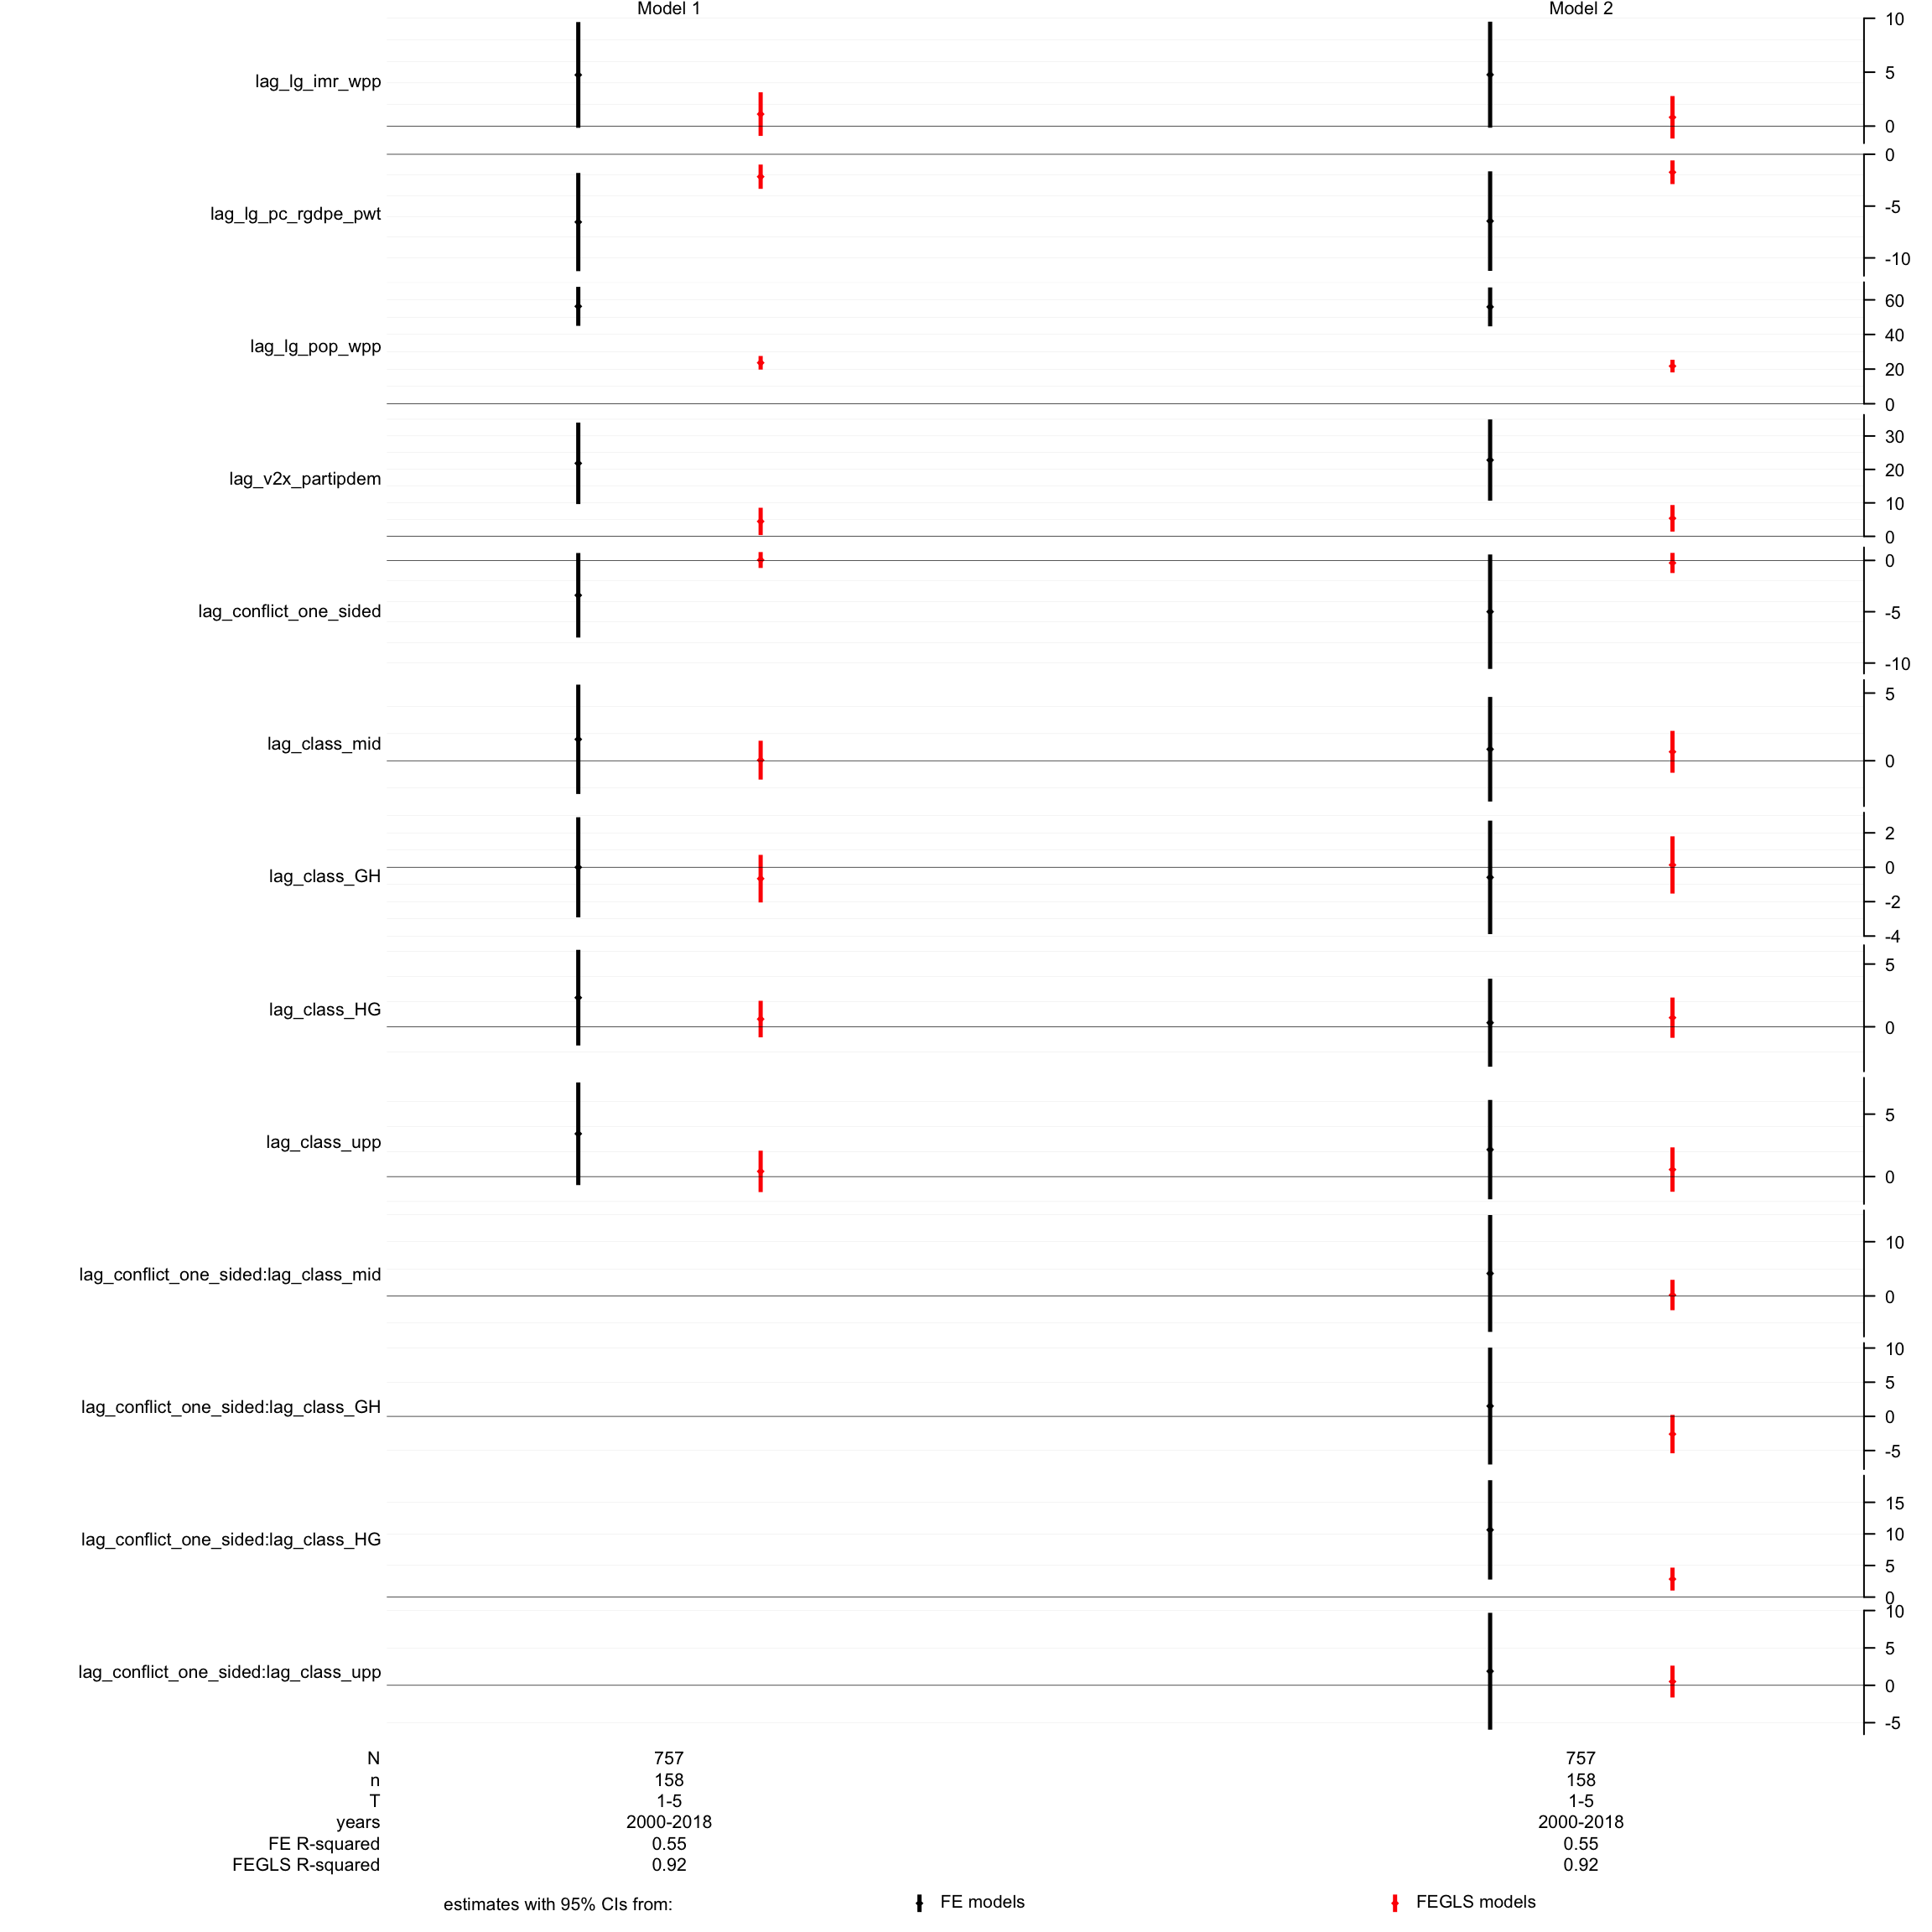 Model 1 Model 2
10
lag_lg_imr_wpp
5
0
0
lag_lg_pc_rgdpe_pwt
-5
-10
60
lag_lg_pop_wpp
40
20
0
30
lag_v2x_partipdem
20
10
0
0
lag_conflict_one_sided
-5
-10
5
lag_class_mid
0
2
0
lag_class_GH
-2
-4
5
lag_class_HG
0
5
lag_class_upp
0
10
lag_conflict_one_sided:lag_class_mid
0
10
5
lag_conflict_one_sided:lag_class_GH
0
-5
15
10
lag_conflict_one_sided:lag_class_HG
5
0
10
5
lag_conflict_one_sided:lag_class_upp
0
-5
N 757 757
n 158 158
T 1-5 1-5
years 2000-2018 2000-2018
FE R-squared 0.55 0.55
FEGLS R-squared 0.92 0.92
estimates with 95% CIs from: FE models FEGLS models